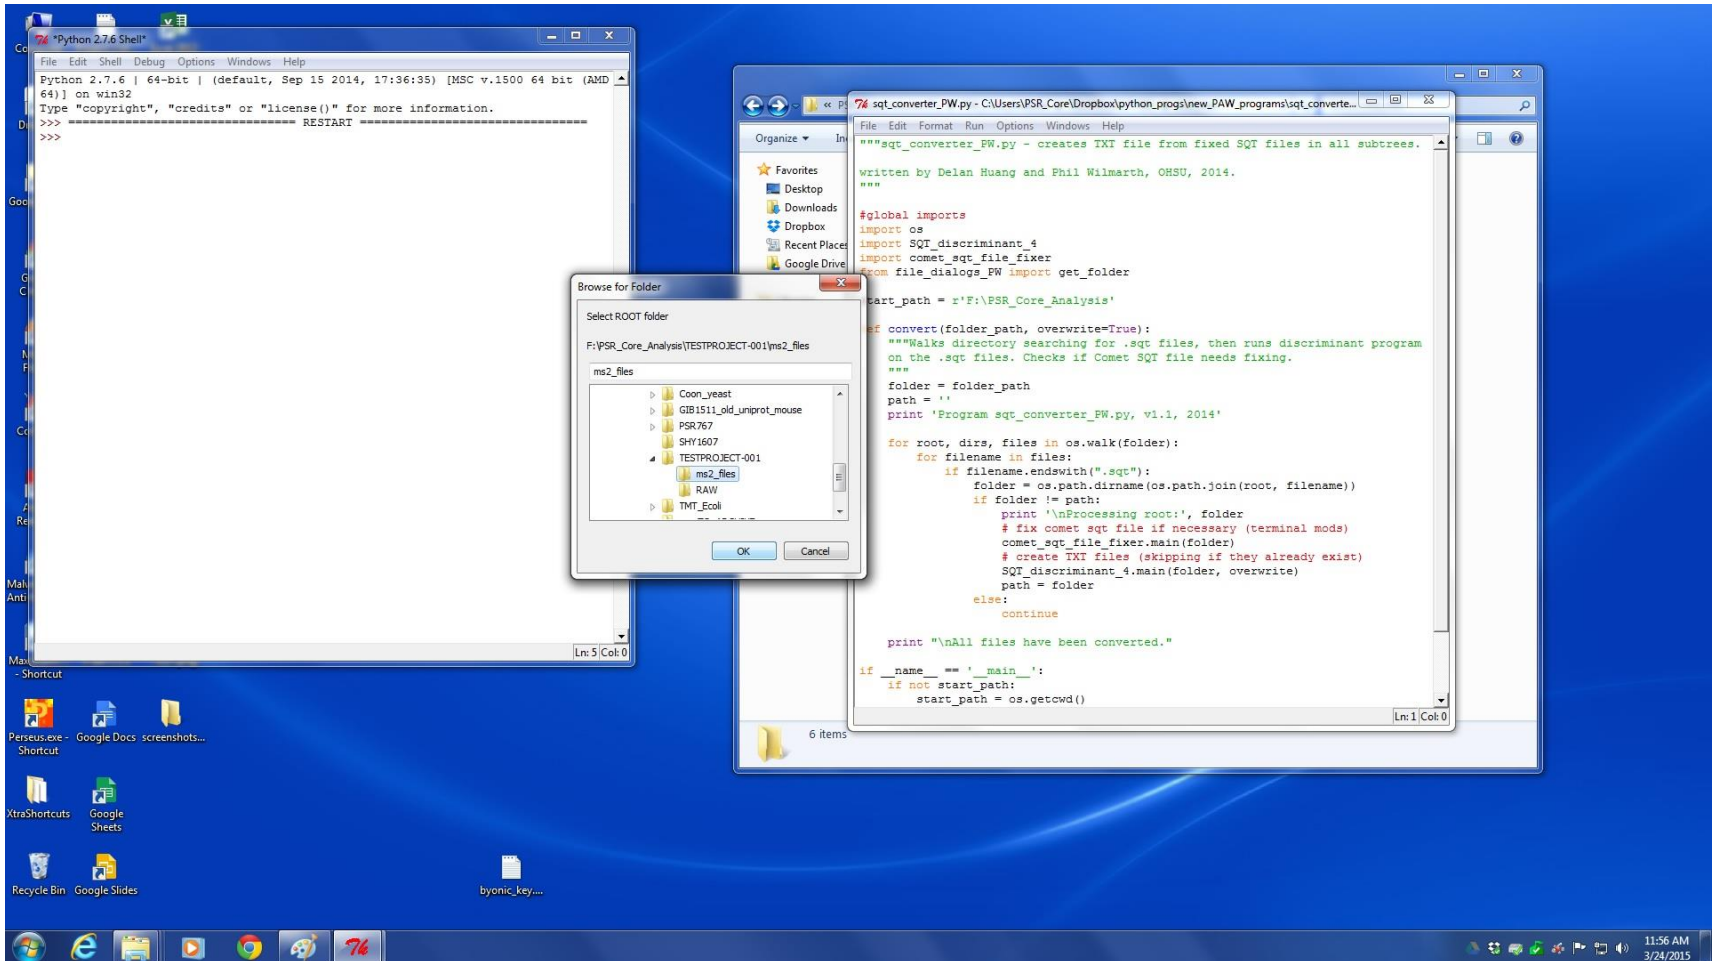 *Python 2.7.6 Shell*
File Edit Shell Debug Options Windows Help
Python 2.7.6 | 64-bit | (default, Sep 15 2014, 17:36:35) [MSC v.1500 64 bit (AMD
64)] on win32
Type "copyright", "credits" or "license()" for more information.
>>> ================================ RESTART ================================
>>>
Ln: 5 Col: 0
Organize
Favorites
Desktop
Downloads
Dropbox
Recent Places
Google Drive
6 items
sqt_converter_PW.py - C:\Users\PSR_Core\Dropbox\python_progs\new_PAW_programs\sqt_converte...
File Edit Format Run Options Windows Help
"""sqt_converter_PW.py - creates TXT file from fixed SQT files in all subtrees.
written by Delan Huang and Phil Wilmarth, OHSU, 2014.
"""
#global imports
import os
import SQT_discriminant_4
import comet_sqt_file_fixer
from file_dialogs_PW import get_folder
tart_path = r'F:\PSR_Core_Analysis'
ef convert(folder_path, overwrite=True):
"""Walks directory searching for .sqt files, then runs discriminant program
on the .sqt files. Checks if Comet SQT file needs fixing.
"""
folder = folder_path
path = ''
print 'Program sqt_converter_PW.py, v1.1, 2014'
for root, dirs, files in os.walk(folder):
for filename in files:
if filename.endswith(".sqt"):
folder = os.path.dirname(os.path.join(root, filename))
if folder != path:
print '\nProcessing root:', folder
# fix comet sqt file if necessary (terminal mods)
comet_sqt_file_fixer.main(folder)
# create TXT files (skipping if they already exist)
SQT_discriminant_4.main(folder, overwrite)
path = folder
else:
continue
print "\nAll files have been converted."
if __name__ == '__main__':
if not start_path:
start_path = os.getcwd()
Ln: 1 Col: 0
Browse for Folder
Select ROOT folder
F:\PSR_Core_Analysis\TESTPROJECT-001\ms2_files
ms2_files
Coon_yeast
GIB1511_old_uniprot_mouse
PSR767
SHY1607
TESTPROJECT-001
ms2_files
RAW
TMT_Ecoli
OK Cancel
- Shortcut
Perseus.exe - Shortcut
Google Docs
screenshots...
XtraShortcuts
Google Sheets
Recycle Bin
Google Slides
byonic_key....
11:56 AM
3/24/2015